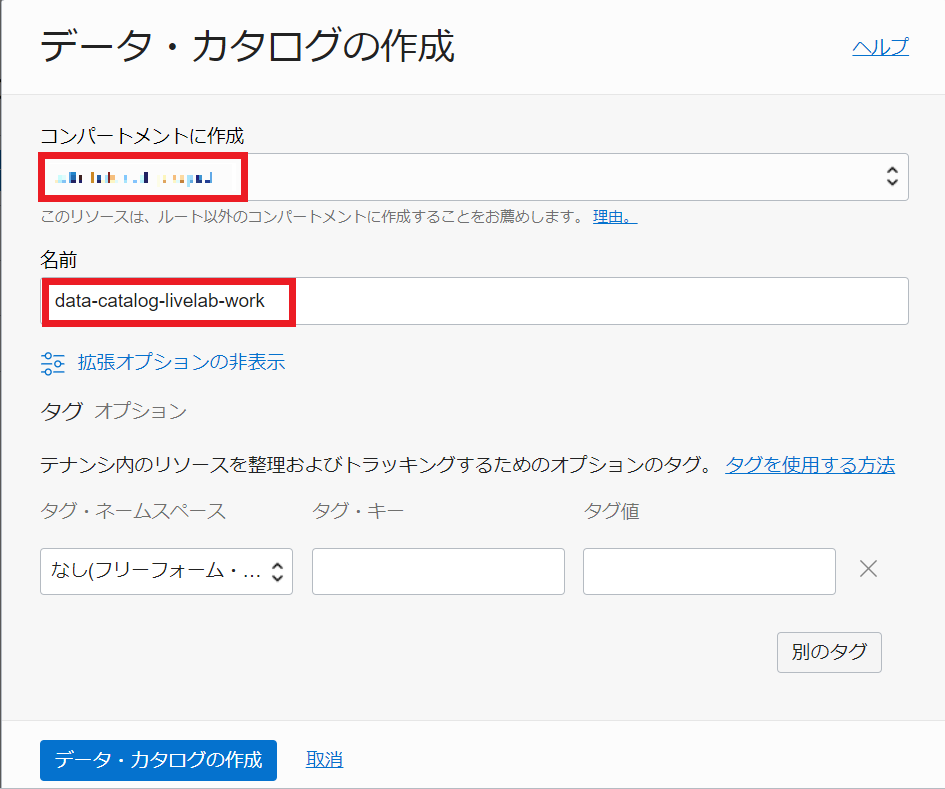 データ・カタログの作成
ヘルプ
コンパートメントに作成
このリソースは、ルート以外のコンパートメントに作成することをお薦めします。 理由。
名前
data-catalog-livelab-work
拡張オプションの非表示
タグ オプション
テナンシ内のリソースを整理およびトラッキングするためのオプションのタグ。 タグを使用する方法
タグ・ネームスペース タグ・キー タグ値
なし(フリーフォーム・...
別のタグ
データ・カタログの作成 取消